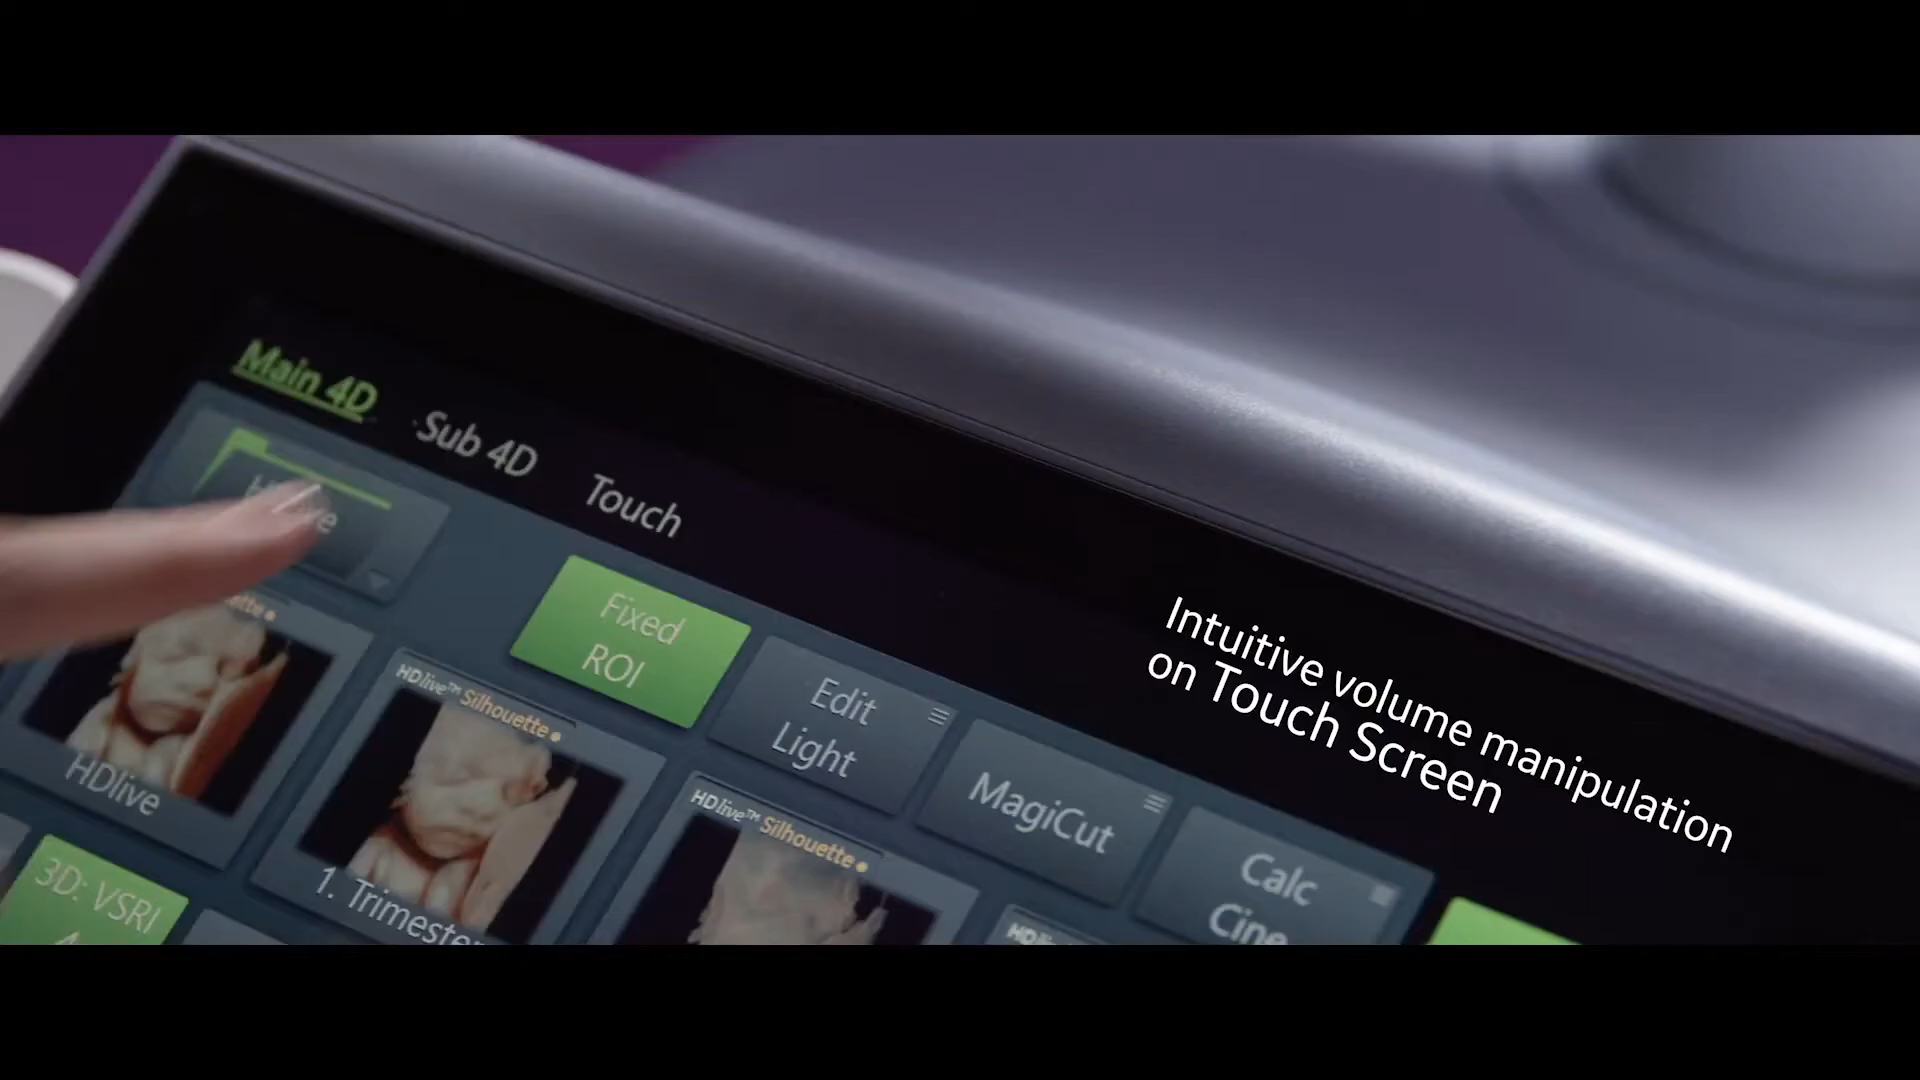 Main 4D
Sub 4D
Touch
HDlive
Fixed
ROI
Edit
Light
MagiCut
Calc
Cine
Intuitive volume manipulation
on Touch Screen
HDlive
HDlive™ Silhouette
1. Trimester
HDlive™ Silhouette
3D: VSRI